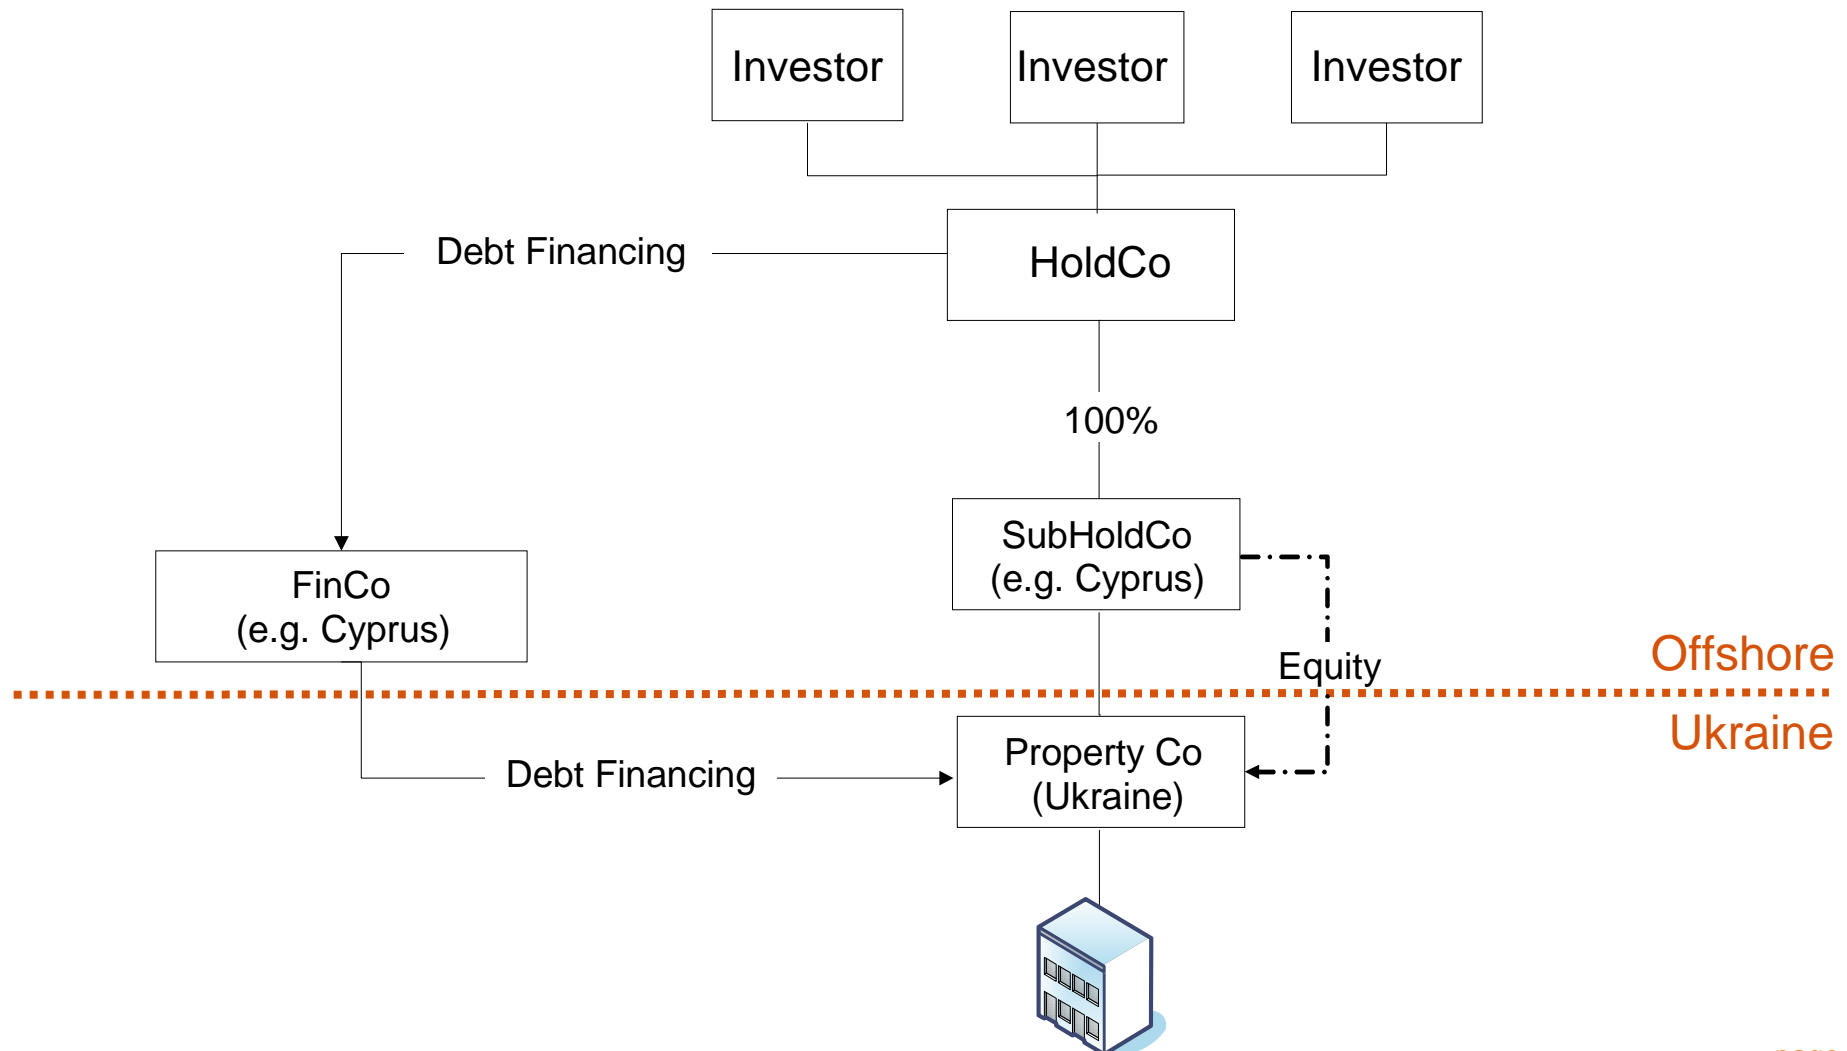 Investor
Investor
Investor
Debt Financing
HoldCo
100%
SubHoldCo
(e.g. Cyprus)
FinCo
(e.g. Cyprus)
Equity
Offshore
Ukraine
Property Co
(Ukraine)
Debt Financing